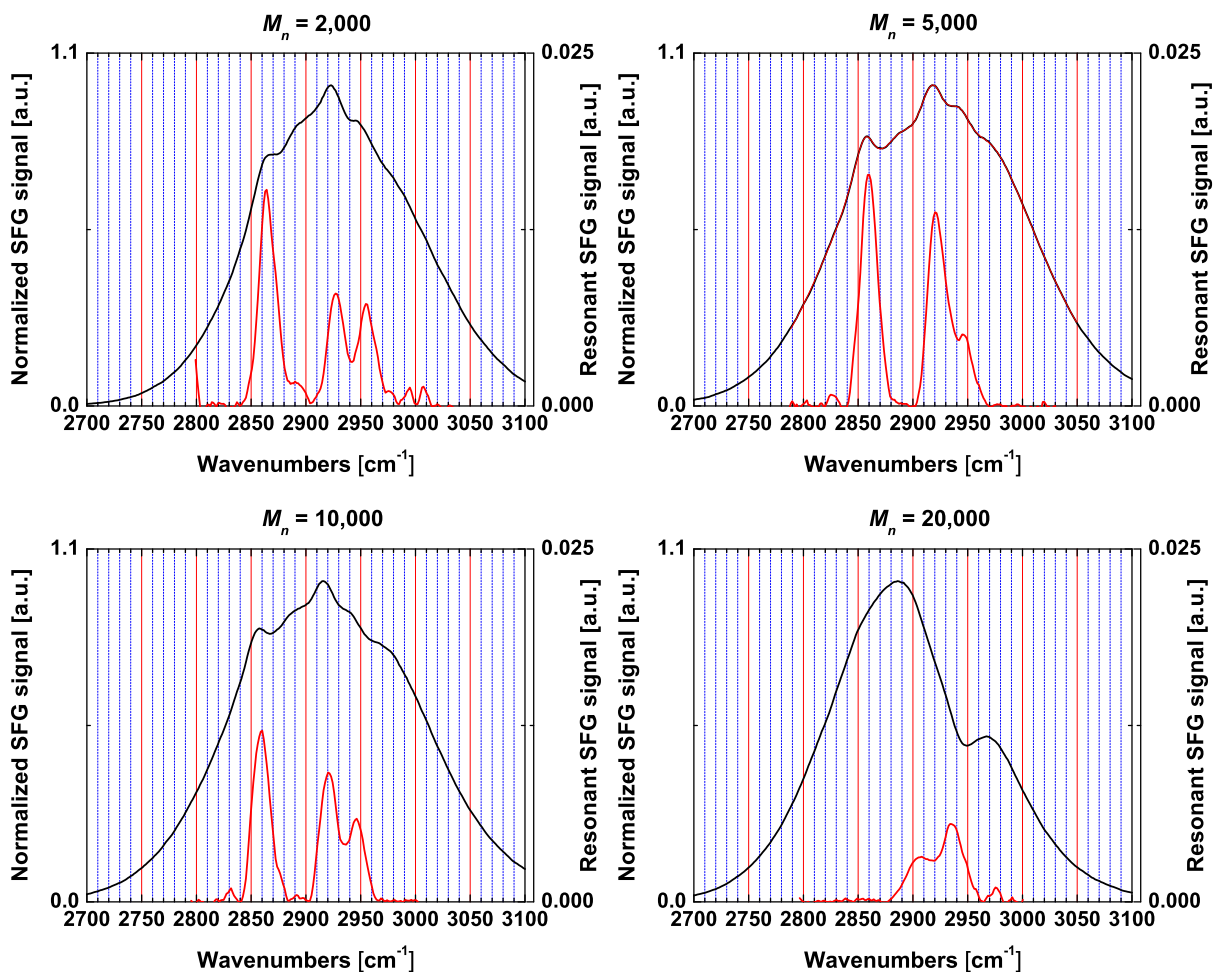 Mn = 2,000
1.1
0.025
Normalized SFG signal [a.u.]
Resonant SFG signal [a.u.]
0.0
0.000
2700 2750 2800 2850 2900 2950 3000 3050 3100
Wavenumbers [cm-1]
Mn = 5,000
1.1
0.025
Normalized SFG signal [a.u.]
Resonant SFG signal [a.u.]
0.0
0.000
2700 2750 2800 2850 2900 2950 3000 3050 3100
Wavenumbers [cm-1]
Mn = 10,000
1.1
0.025
Normalized SFG signal [a.u.]
Resonant SFG signal [a.u.]
0.0
0.000
2700 2750 2800 2850 2900 2950 3000 3050 3100
Wavenumbers [cm-1]
Mn = 20,000
1.1
0.025
Normalized SFG signal [a.u.]
Resonant SFG signal [a.u.]
0.0
0.000
2700 2750 2800 2850 2900 2950 3000 3050 3100
Wavenumbers [cm-1]